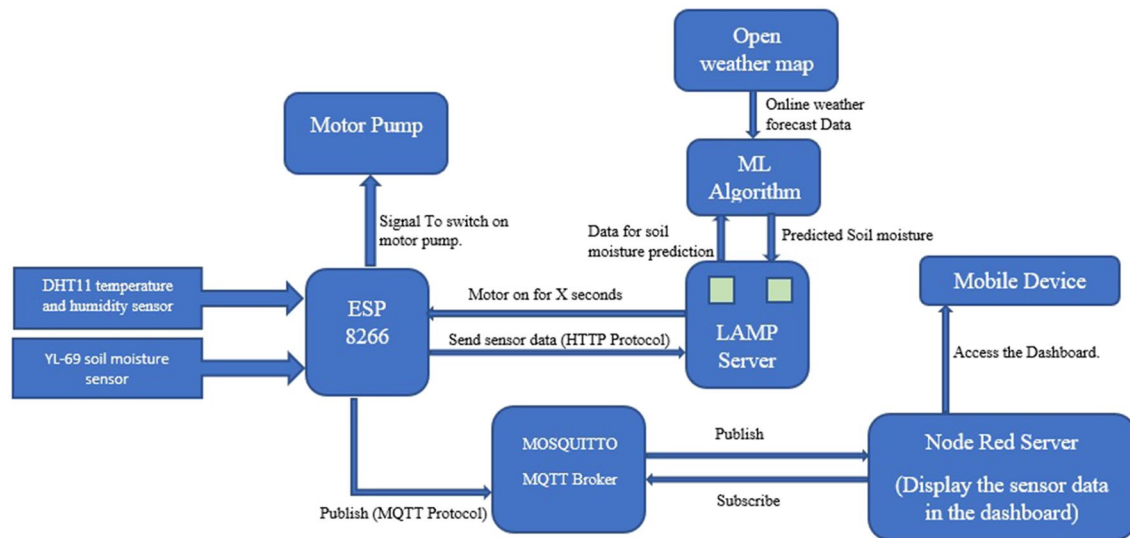 Open
weather map
Online weather
forecast Data
Motor Pump
ML
Algorithm
Signal To switch on
motor pump.
Data for soil
moisture prediction
Predicted Soil moisture
DHT11 temperature
and humidity sensor
ESP
8266
Motor on for X seconds
LAMP
Server
Mobile Device
Send sensor data (HTTP Protocol)
YL-69 soil moisture
sensor
Access the Dashboard.
MOSQUITTO
MQTT Broker
Publish
Subscribe
Node Red Server
(Display the sensor data
in the dashboard)
Publish (MQTT Protocol)